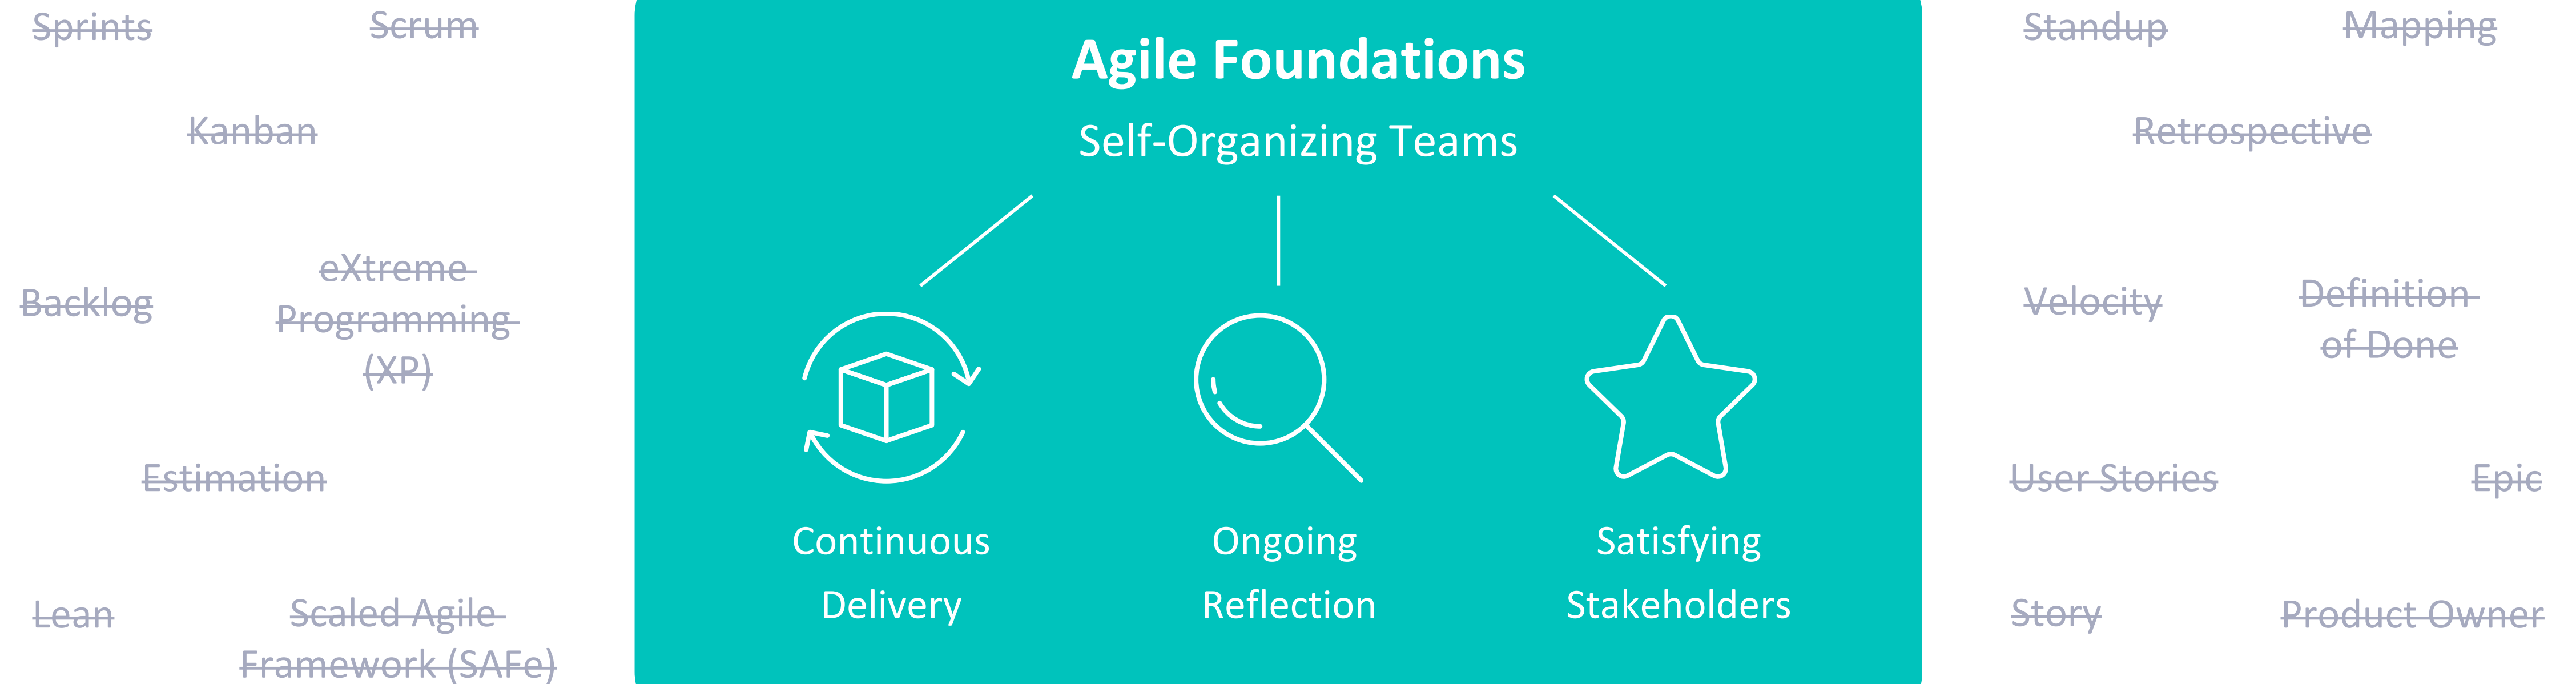 Sprints
Scrum
Kanban
Backlog
eXtreme
Programming
(XP)
Estimation
Lean
Scaled Agile
Framework (SAFe)
Agile Foundations
Self-Organizing Teams
Continuous
Delivery
Ongoing
Reflection
Satisfying
Stakeholders
Standup
Mapping
Retrospective
Velocity
Definition
of Done
User Stories
Epic
Story
Product Owner